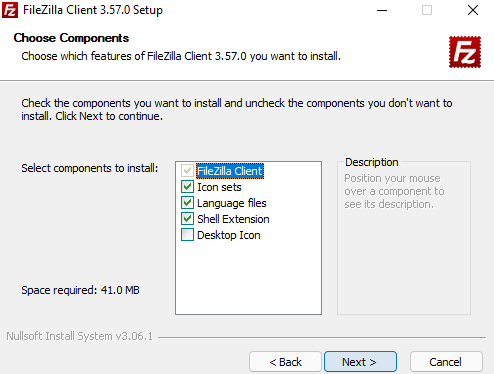 FileZilla Client 3.57.0 Setup
Choose Components
Choose which features of FileZilla Client 3.57.0 you want to install.
Fz
Check the components you want to install and uncheck the components you don't want to
install. Click Next to continue.
Select components to install:
FileZilla Client
Icon sets
Language files
Shell Extension
Desktop Icon
Description
Position your mouse
over a component to
see its description.
Space required: 41.0 MB
Nullsoft Install System v3.06.1
< Back
Next >
Cancel